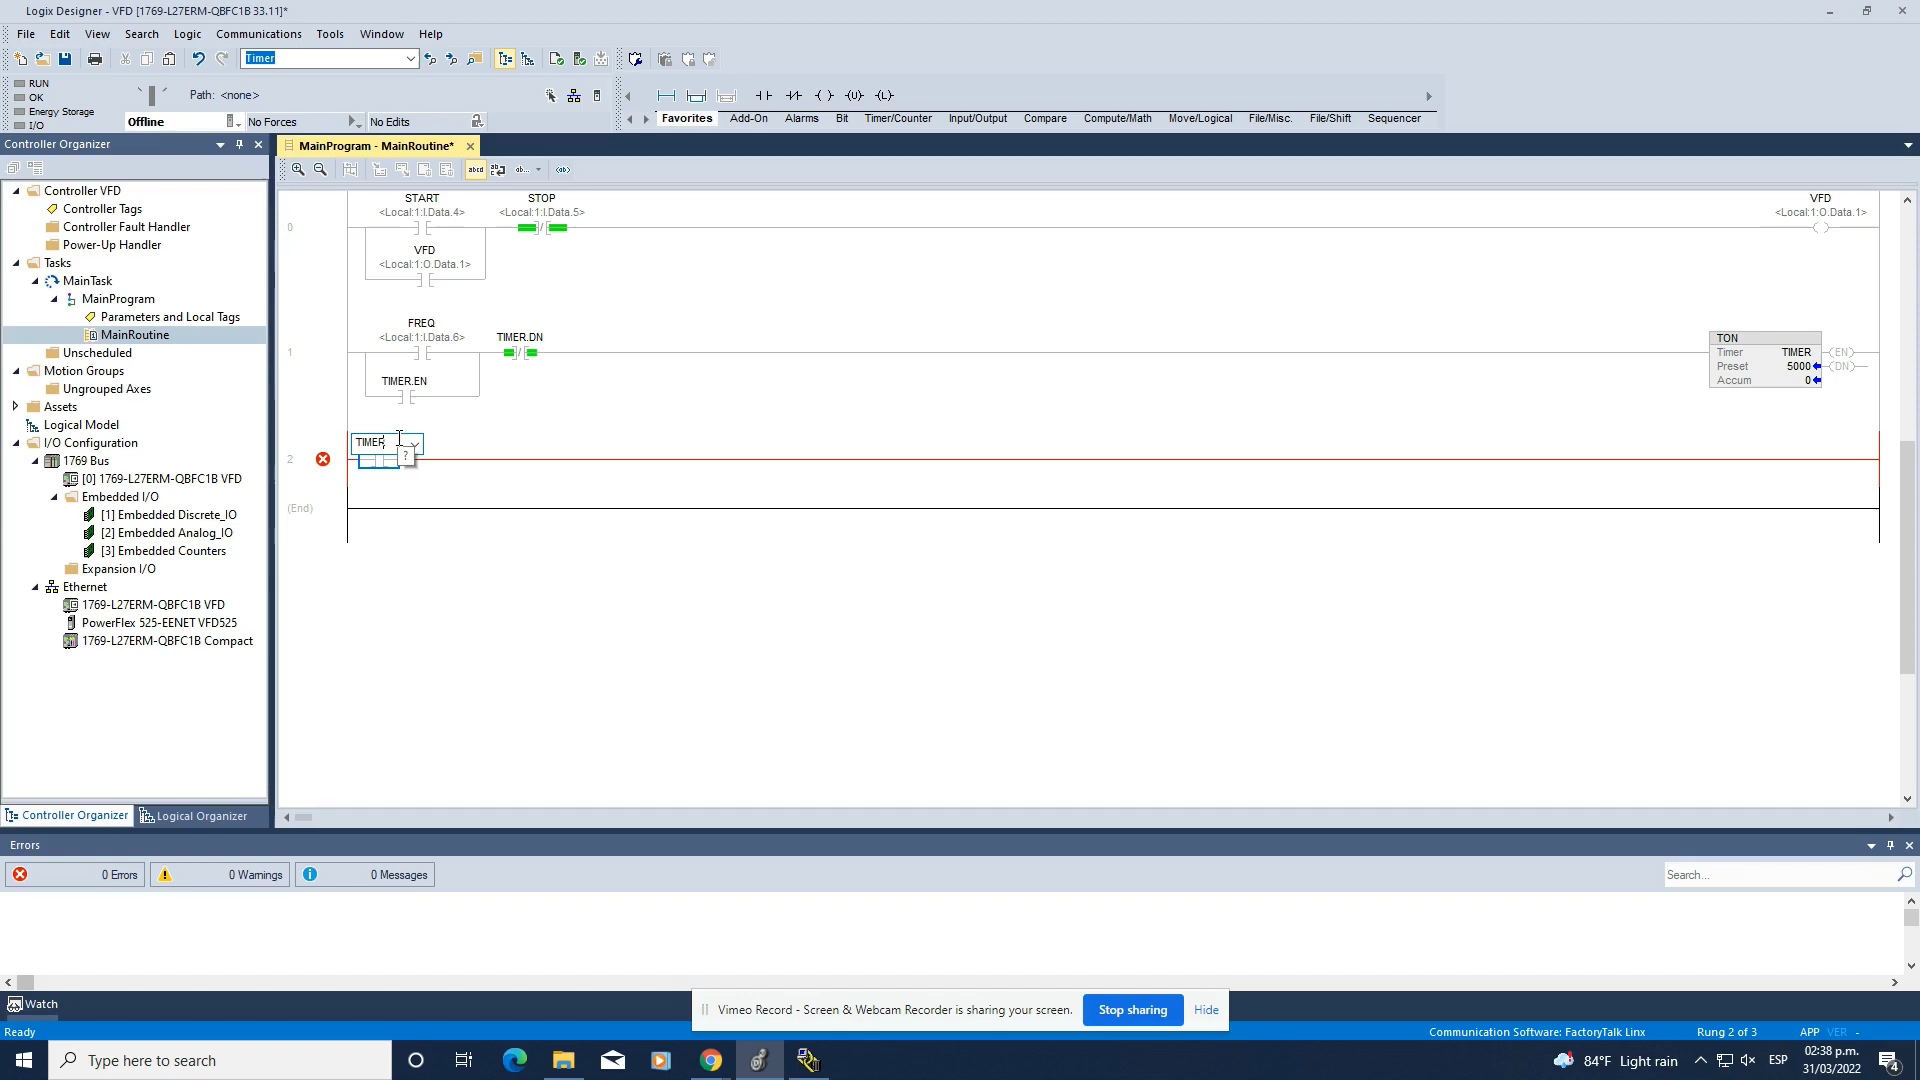 Logix Designer - VFD [1769-L27ERM-QBFC1B 33.11]*
File Edit View Search Logic Communications Tools Window Help
Timer
RUN
OK
Energy Storage
I/O
Path: <none>
Offline
No Forces
No Edits
Favorites Add-On Alarms Bit Timer/Counter Input/Output Compare Compute/Math Move/Logical File/Misc. File/Shift Sequencer
Controller Organizer
MainProgram - MainRoutine*
Controller VFD
Controller Tags
Controller Fault Handler
Power-Up Handler
Tasks
MainTask
MainProgram
Parameters and Local Tags
MainRoutine
Unscheduled
Motion Groups
Ungrouped Axes
Assets
Logical Model
I/O Configuration
1769 Bus
[0] 1769-L27ERM-QBFC1B VFD
Embedded I/O
[1] Embedded Discrete_IO
[2] Embedded Analog_IO
[3] Embedded Counters
Expansion I/O
Ethernet
1769-L27ERM-QBFC1B VFD
PowerFlex 525-EENET VFD525
1769-L27ERM-QBFC1B Compact
Controller Organizer
Logical Organizer
START STOP VFD
<Local:1:I.Data.4> <Local:1:I.Data.5> <Local:1:O.Data.1>
0
VFD
<Local:1:O.Data.1>
FREQ
<Local:1:I.Data.6> TIMER.DN
1
TON
Timer TIMER (EN)
Preset 5000 (DN)
Accum 0
TIMER.EN
TIMER
?
2
(End)
Errors
0 Errors
0 Warnings
0 Messages
Search...
Watch
Vimeo Record - Screen & Webcam Recorder is sharing your screen.
Stop sharing
Hide
Ready
Communication Software: FactoryTalk Linx
Rung 2 of 3
APP VER -
Type here to search
84°F Light rain
ESP
02:38 p.m.
31/03/2022
4